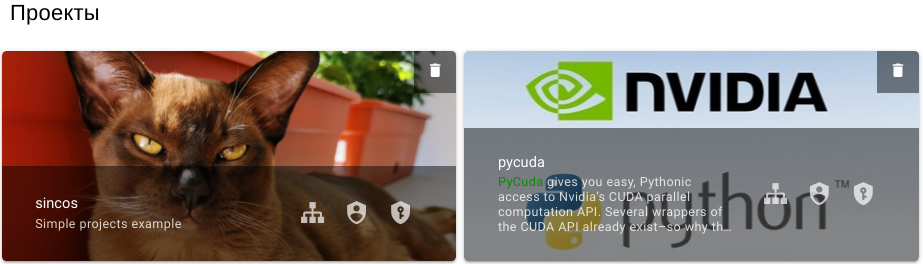 Проекты
sincos
Simple projects example
NVIDIA
pycuda
PyCuda gives you easy, Pythonic
access to Nvidia's CUDA parallel
computation API. Several wrappers of
the CUDA API already exist–so why th...
python™